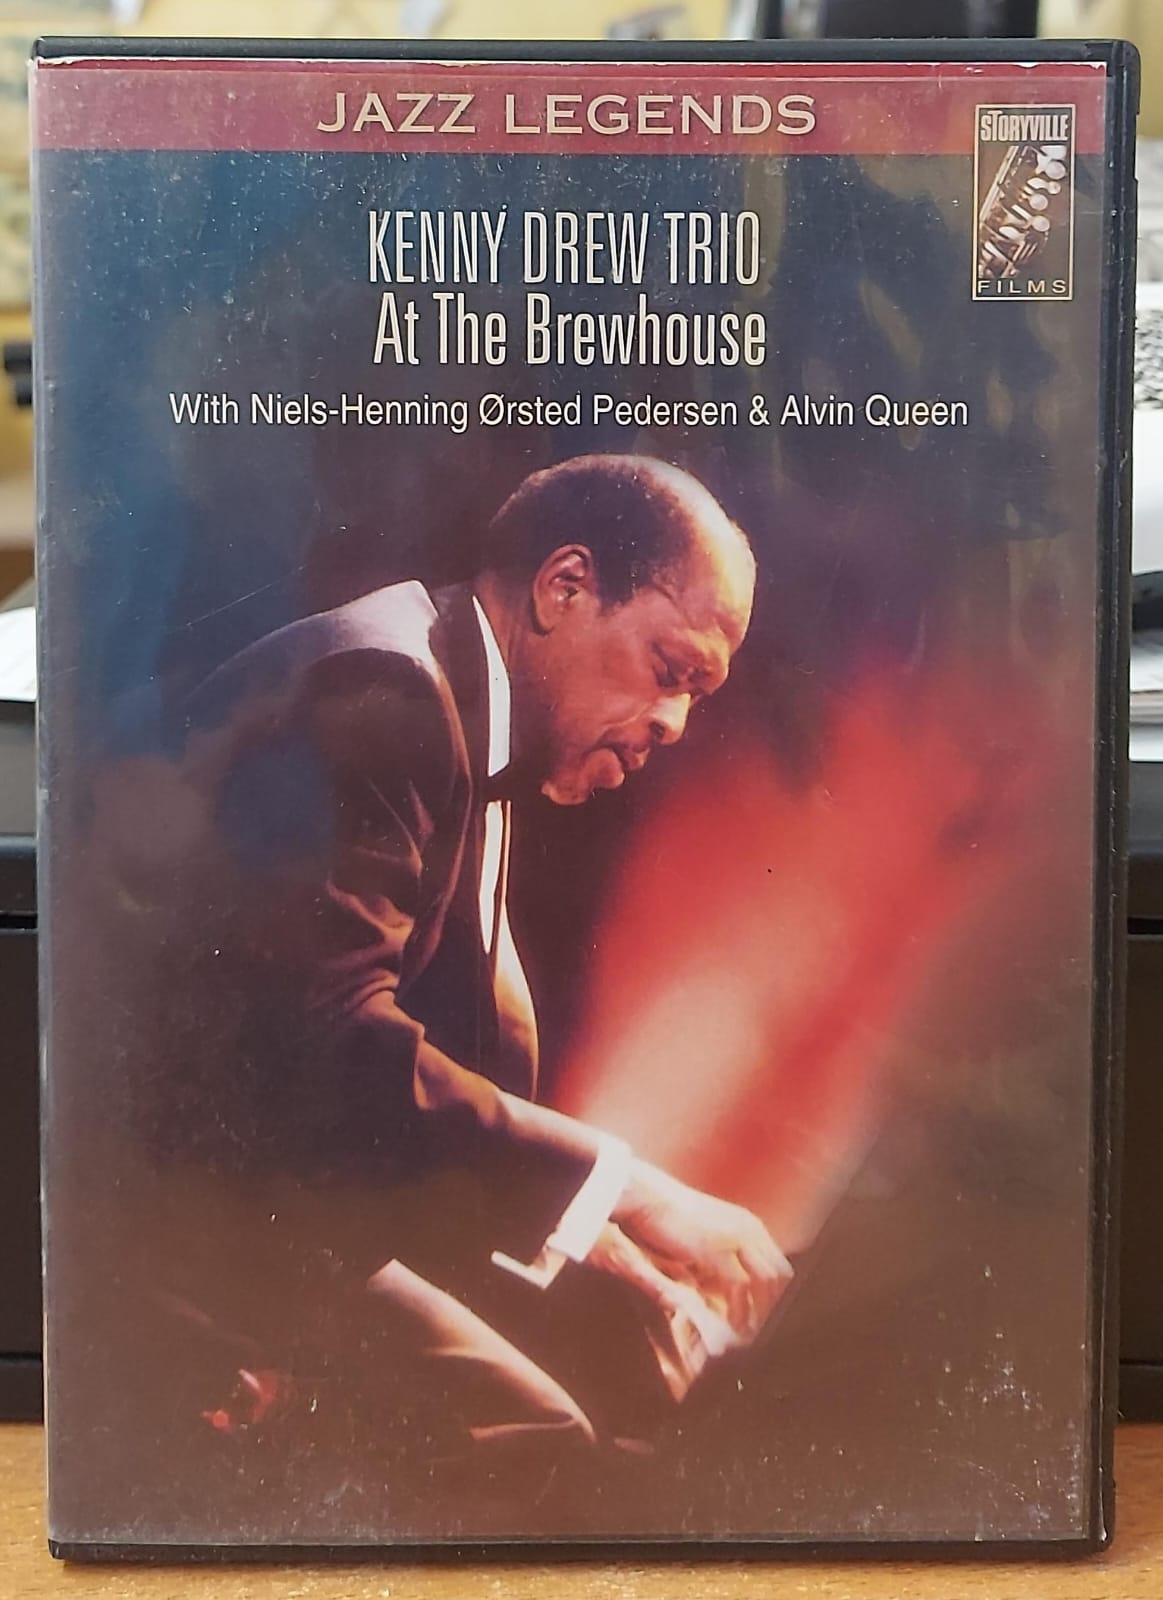 JAZZ LEGENDS
STORYVILLE
FILMS
KENNY DREW TRIO
At The Brewhouse
With Niels-Henning Ørsted Pedersen & Alvin Queen